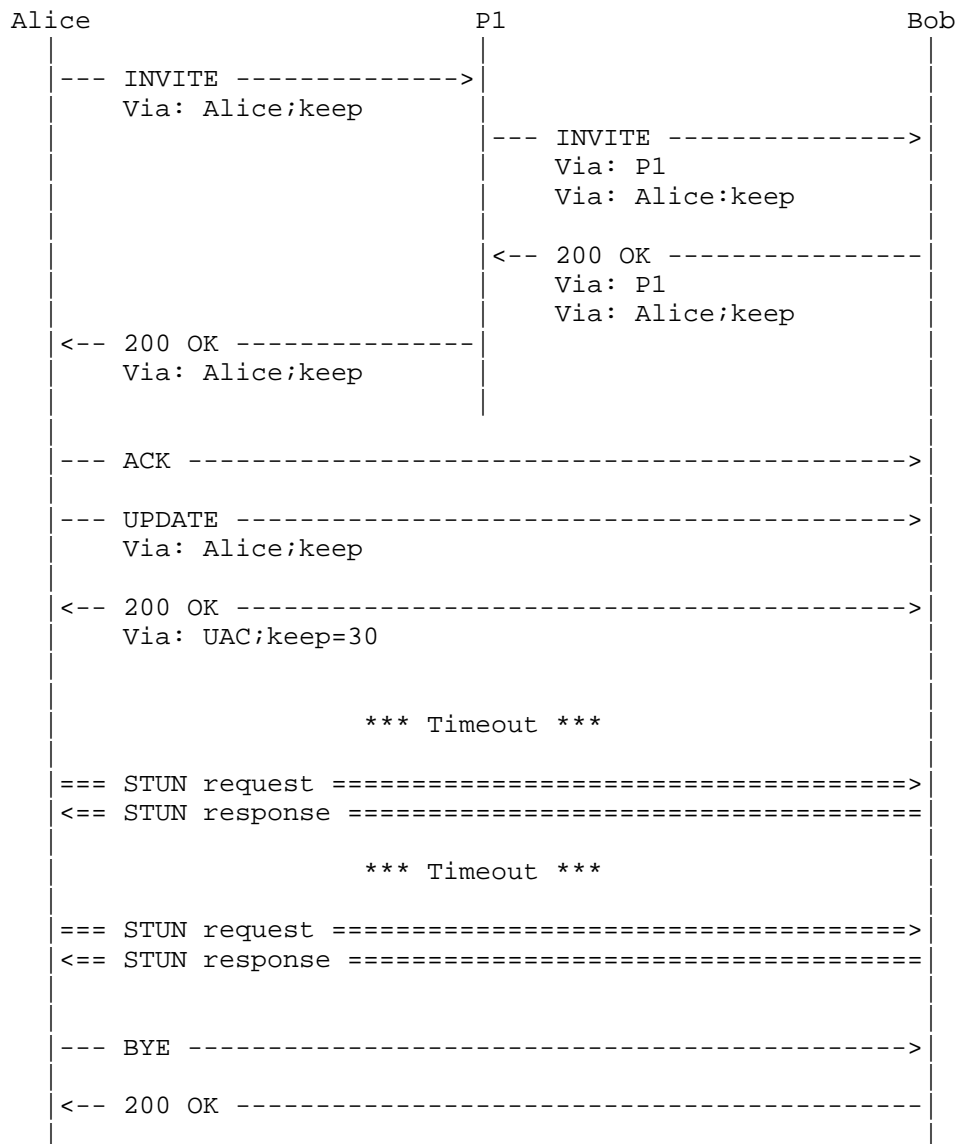 Alice                           P1                          Bob
  |                             |                            |
  |--- INVITE -------------->|                            |
  |    Via: Alice;keep          |                            |
  |                             |--- INVITE --------------->|
  |                             |    Via: P1                 |
  |                             |    Via: Alice:keep         |
  |                             |                            |
  |                             |<-- 200 OK ----------------|
  |                             |    Via: P1                 |
  |                             |    Via: Alice;keep         |
  |<-- 200 OK ---------------|                            |
  |    Via: Alice;keep          |                            |
  |                             |                            |
  |                                                          |
  |--- ACK --------------------------------------------->|
  |                                                          |
  |--- UPDATE ------------------------------------------>|
  |    Via: Alice;keep                                       |
  |                                                          |
  |<-- 200 OK ------------------------------------------>|
  |    Via: UAC;keep=30                                      |
  |                                                          |
  |                                                          |
  |                   *** Timeout ***                        |
  |                                                          |
  |=== STUN request ====================================>|
  |<== STUN response ====================================|
  |                                                          |
  |                   *** Timeout ***                        |
  |                                                          |
  |=== STUN request ====================================>|
  |<== STUN response ====================================|
  |                                                          |
  |                                                          |
  |--- BYE --------------------------------------------->|
  |                                                          |
  |<-- 200 OK -------------------------------------------|
  |                                                          |